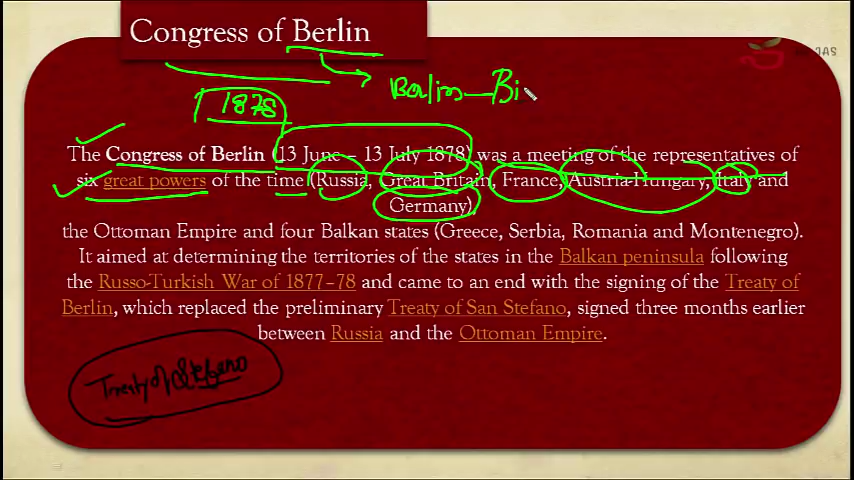 Congress of Berlin
Berlin - Bi
1878
The Congress of Berlin (13 June – 13 July 1878) was a meeting of the representatives of
six great powers of the time (Russia, Great Britain, France, Austria-Hungary, Italy and
Germany),
the Ottoman Empire and four Balkan states (Greece, Serbia, Romania and Montenegro).
It aimed at determining the territories of the states in the Balkan peninsula following
the Russo-Turkish War of 1877–78 and came to an end with the signing of the Treaty of
Berlin, which replaced the preliminary Treaty of San Stefano, signed three months earlier
between Russia and the Ottoman Empire.
Treaty of Stefano